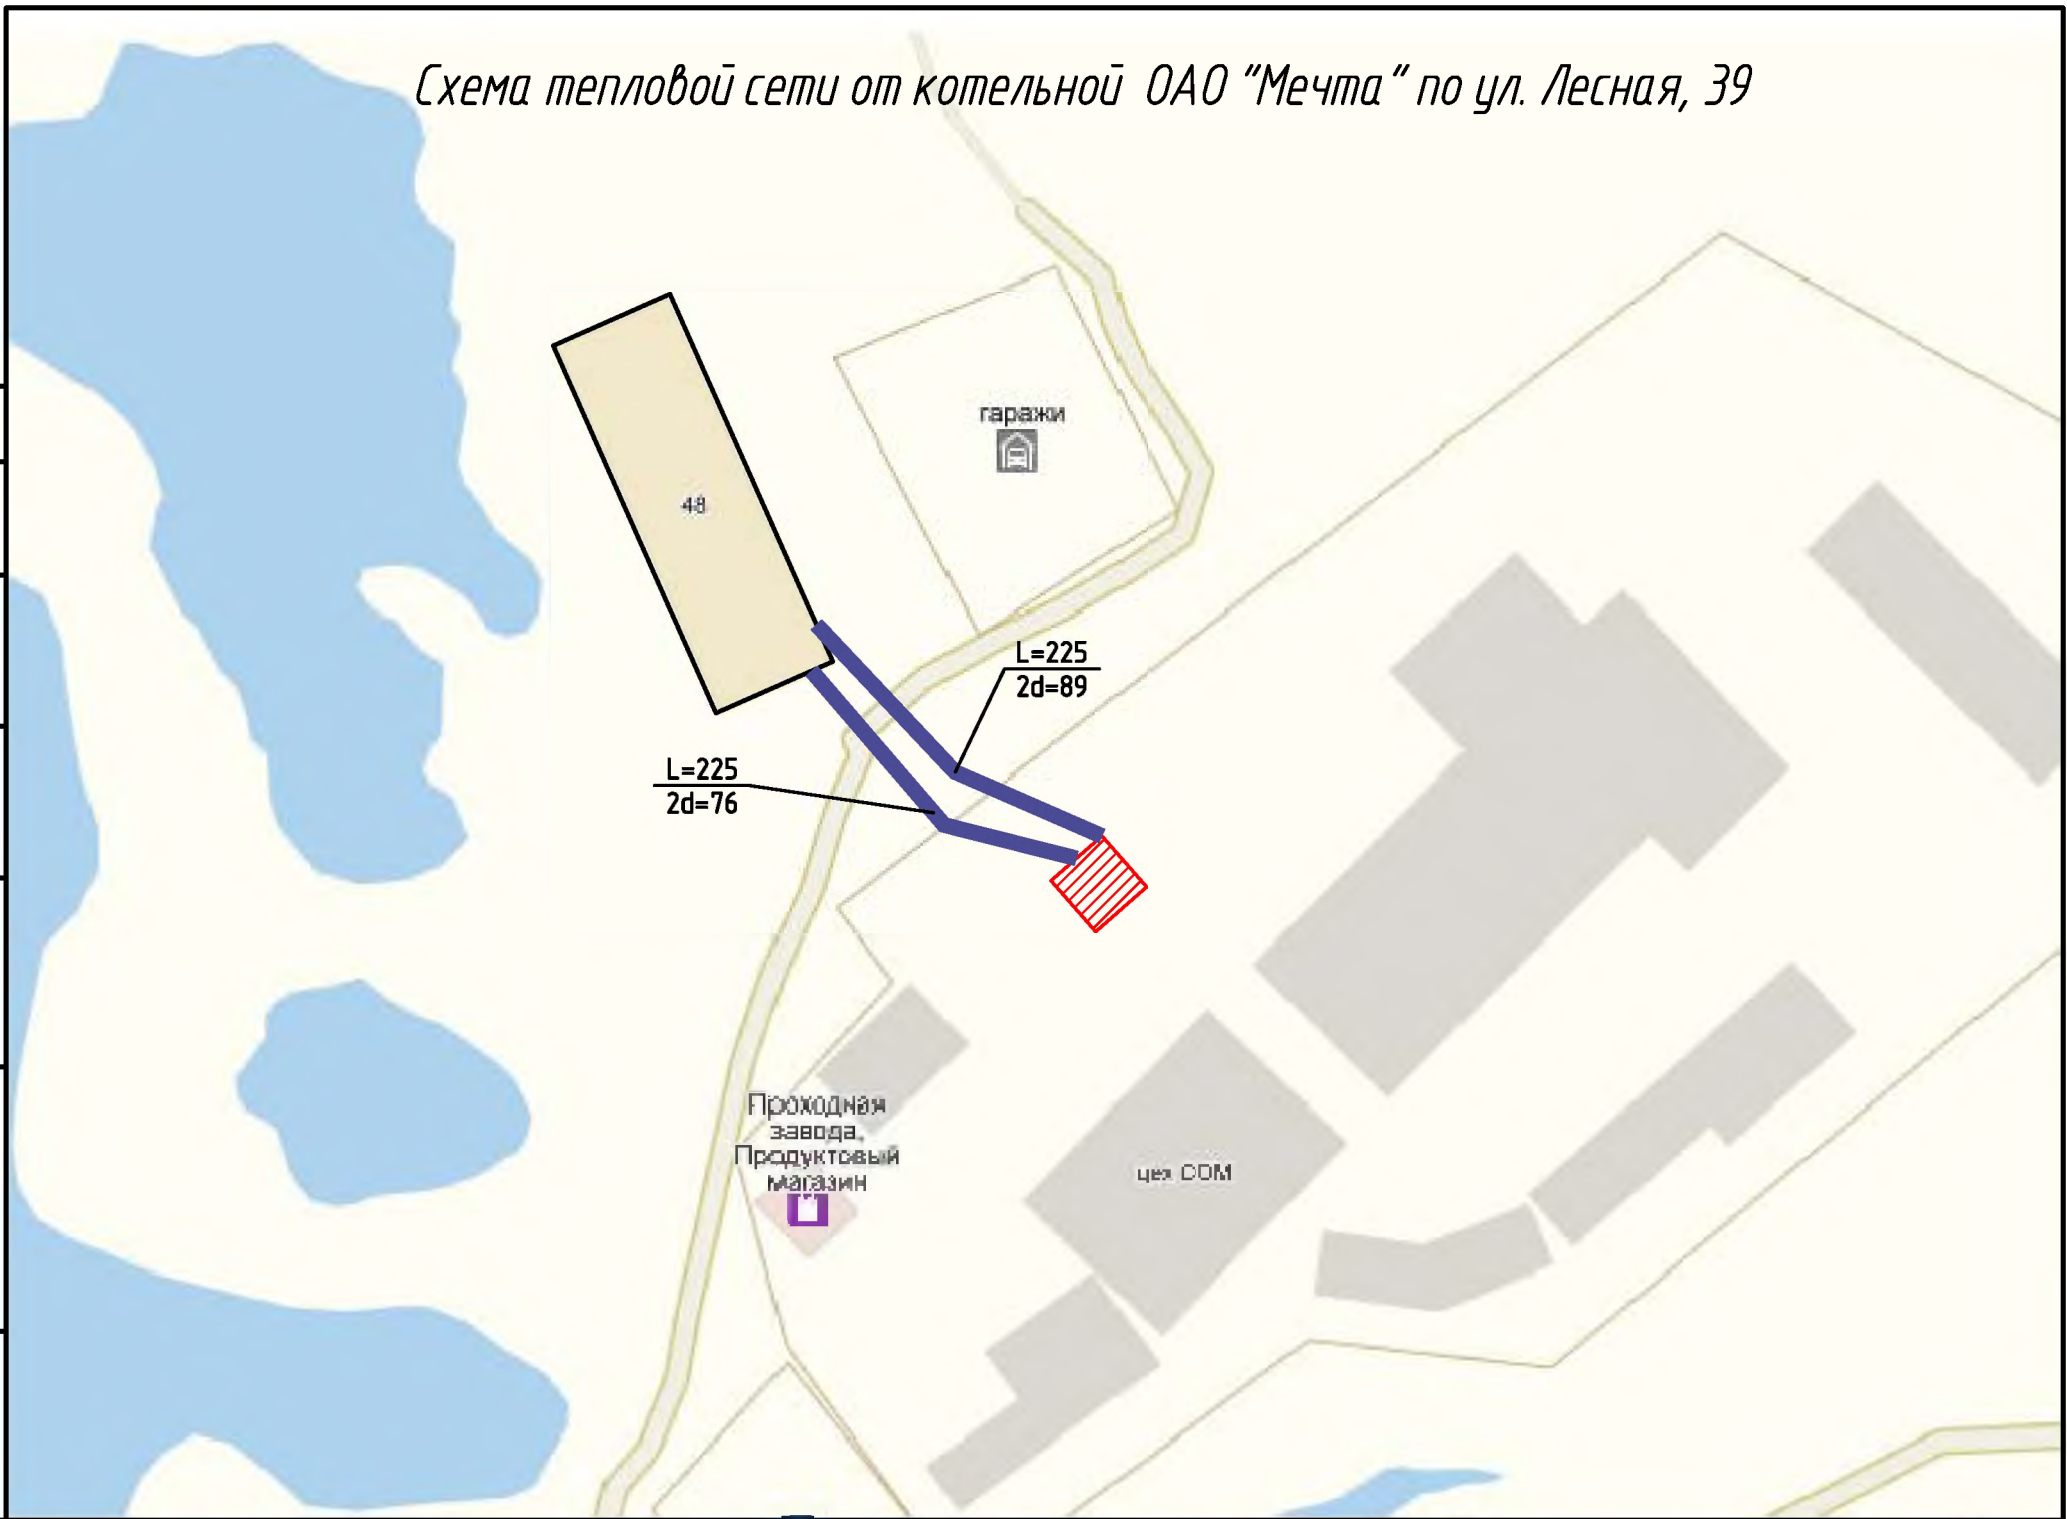 Схема тепловой сети от котельной ОАО "Мечта" по ул. Лесная, 39
гаражи
48
L=225
2d=89
L=225
2d=76
Проходная
завода,
Продуктовый
магазин
цех СОМ